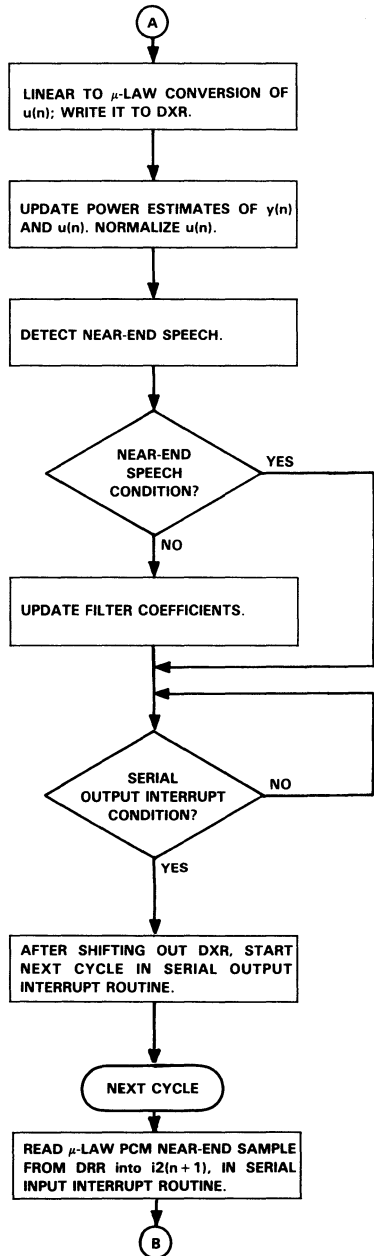 A
LINEAR TO μ-LAW CONVERSION OF
u(n); WRITE IT TO DXR.
UPDATE POWER ESTIMATES OF y(n)
AND u(n). NORMALIZE u(n).
DETECT NEAR-END SPEECH.
NEAR-END
SPEECH
CONDITION?
YES
NO
UPDATE FILTER COEFFICIENTS.
SERIAL
OUTPUT INTERRUPT
CONDITION?
NO
YES
AFTER SHIFTING OUT DXR, START
NEXT CYCLE IN SERIAL OUTPUT
INTERRUPT ROUTINE.
NEXT CYCLE
READ μ-LAW PCM NEAR-END SAMPLE
FROM DRR into i2(n + 1), IN SERIAL
INPUT INTERRUPT ROUTINE.
B